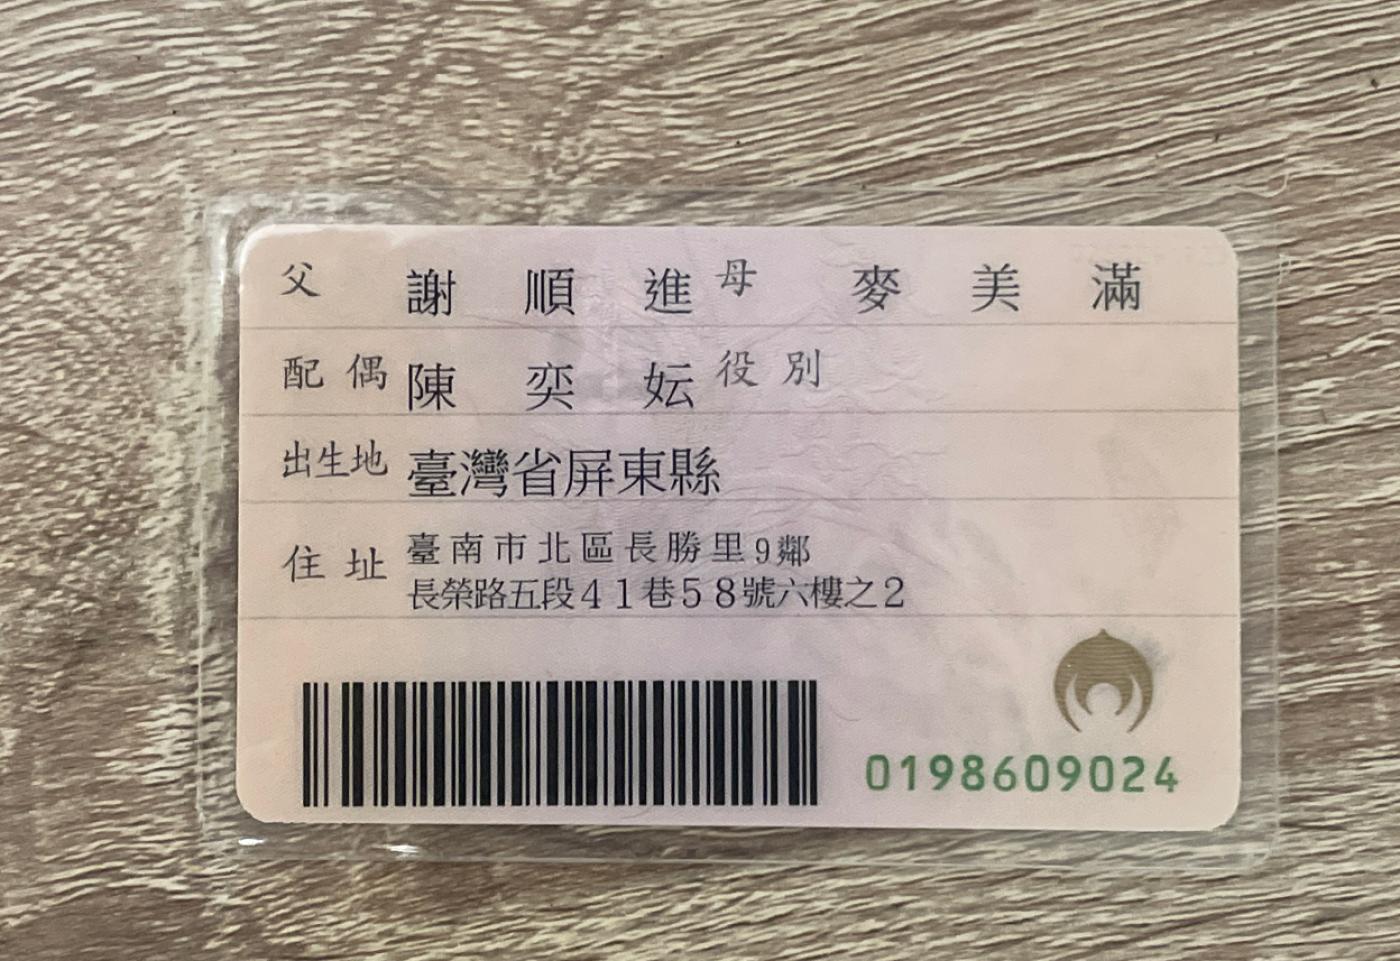 父 謝順進 母 麥美滿
配偶 陳奕妘 役別
出生地 臺灣省屏東縣
住址 臺南市北區長勝里9鄰
長榮路五段41巷58號六樓之2
0198609024